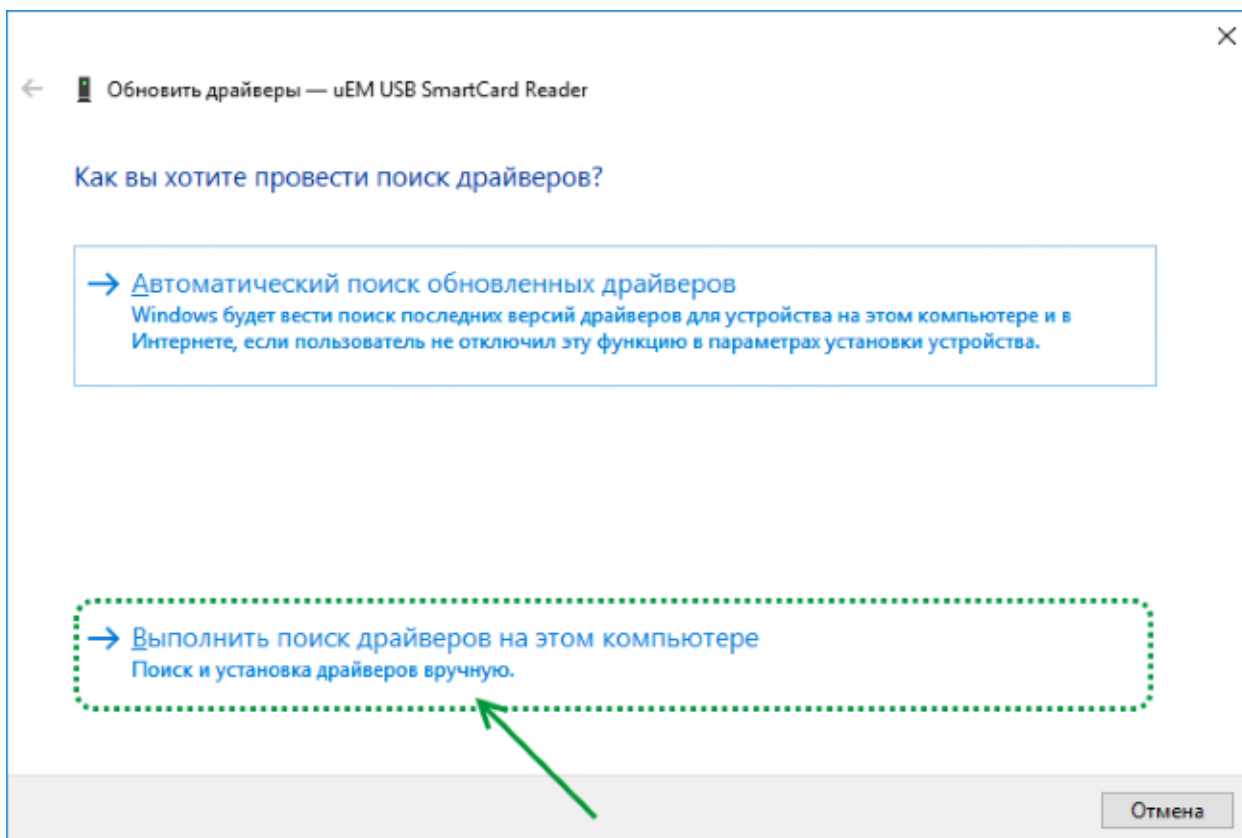 Обновить драйверы — uEM USB SmartCard Reader
Как вы хотите провести поиск драйверов?
Автоматический поиск обновленных драйверов
Windows будет вести поиск последних версий драйверов для устройства на этом компьютере и в
Интернете, если пользователь не отключил эту функцию в параметрах установки устройства.
Выполнить поиск драйверов на этом компьютере
Поиск и установка драйверов вручную.
Отмена